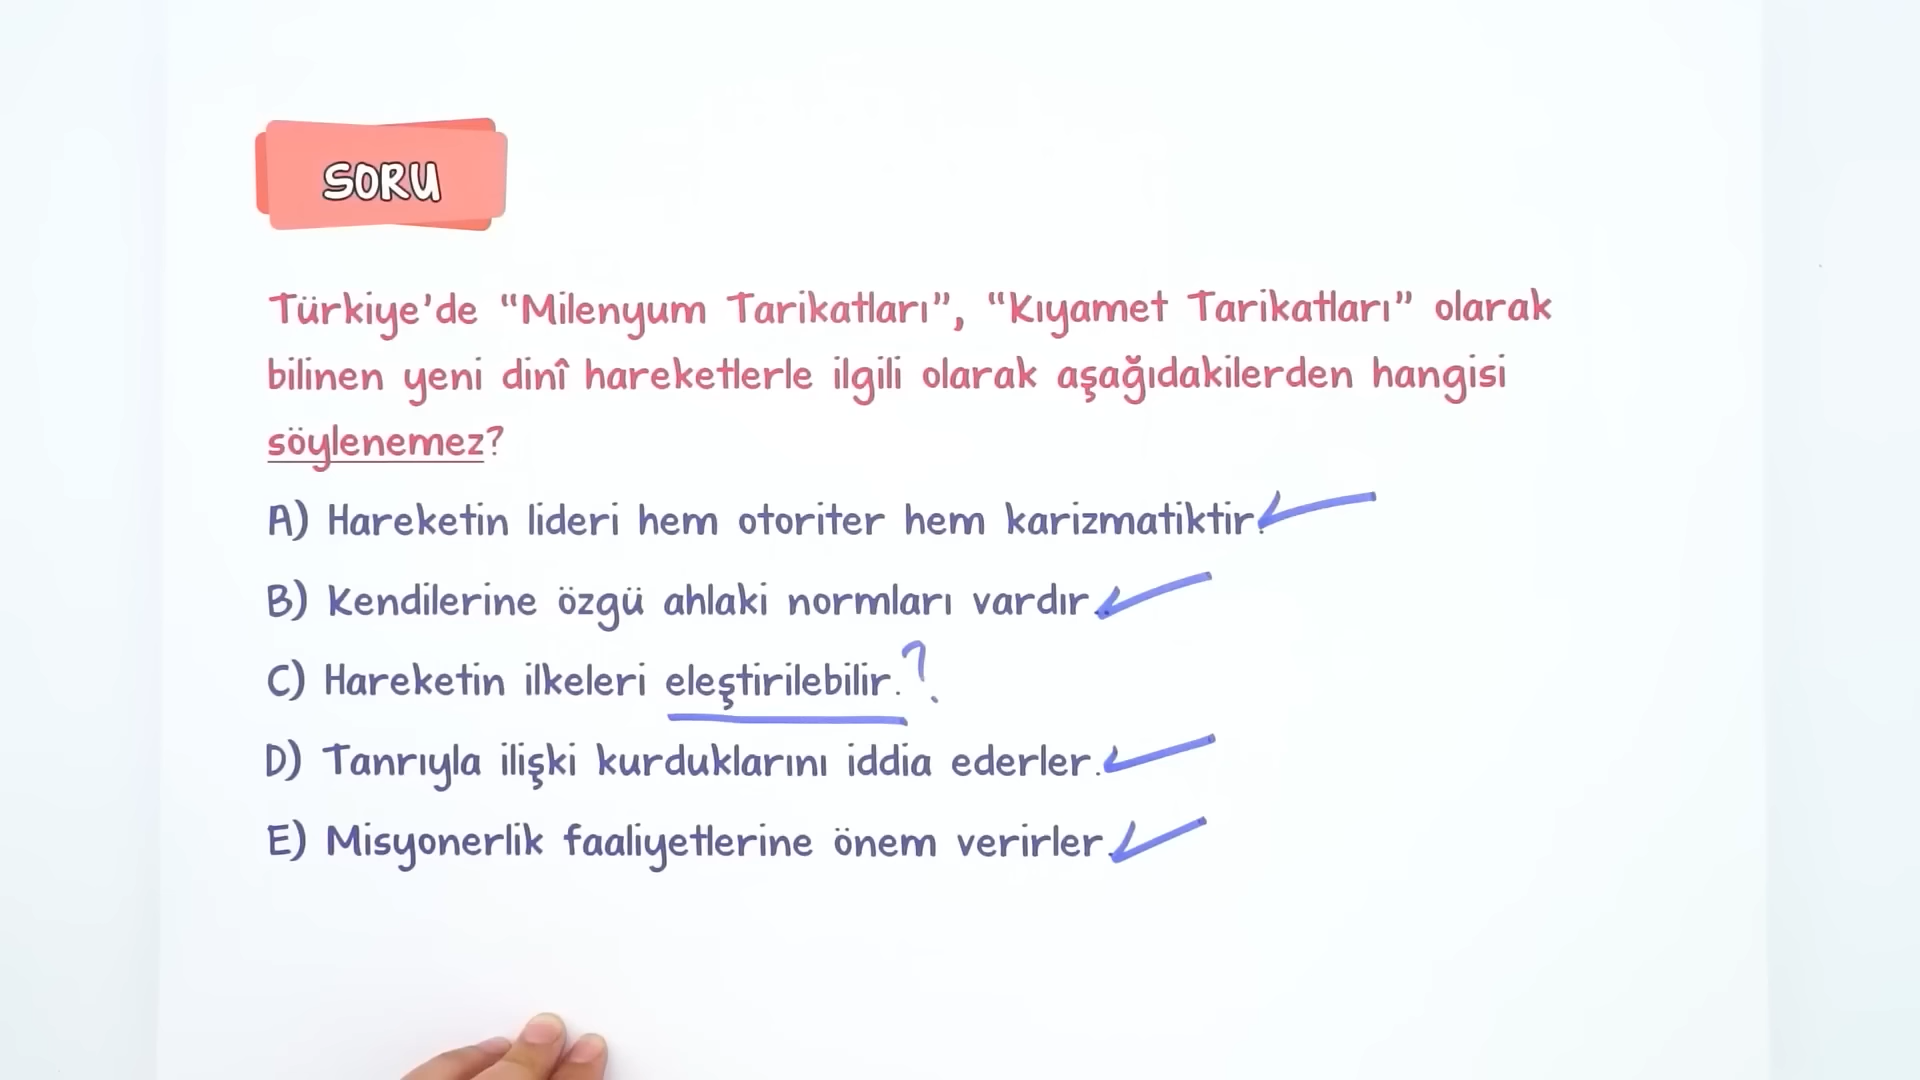 SORU
Türkiye'de “Milenyum Tarikatları”, “Kıyamet Tarikatları” olarak
bilinen yeni dinî hareketlerle ilgili olarak aşağıdakilerden hangisi
söylenemez?
A) Hareketin lideri hem otoriter hem karizmatiktir.
B) Kendilerine özgü ahlaki normları vardır.
C) Hareketin ilkeleri eleştirilebilir. ?
D) Tanrıyla ilişki kurduklarını iddia ederler.
E) Misyonerlik faaliyetlerine önem verirler.